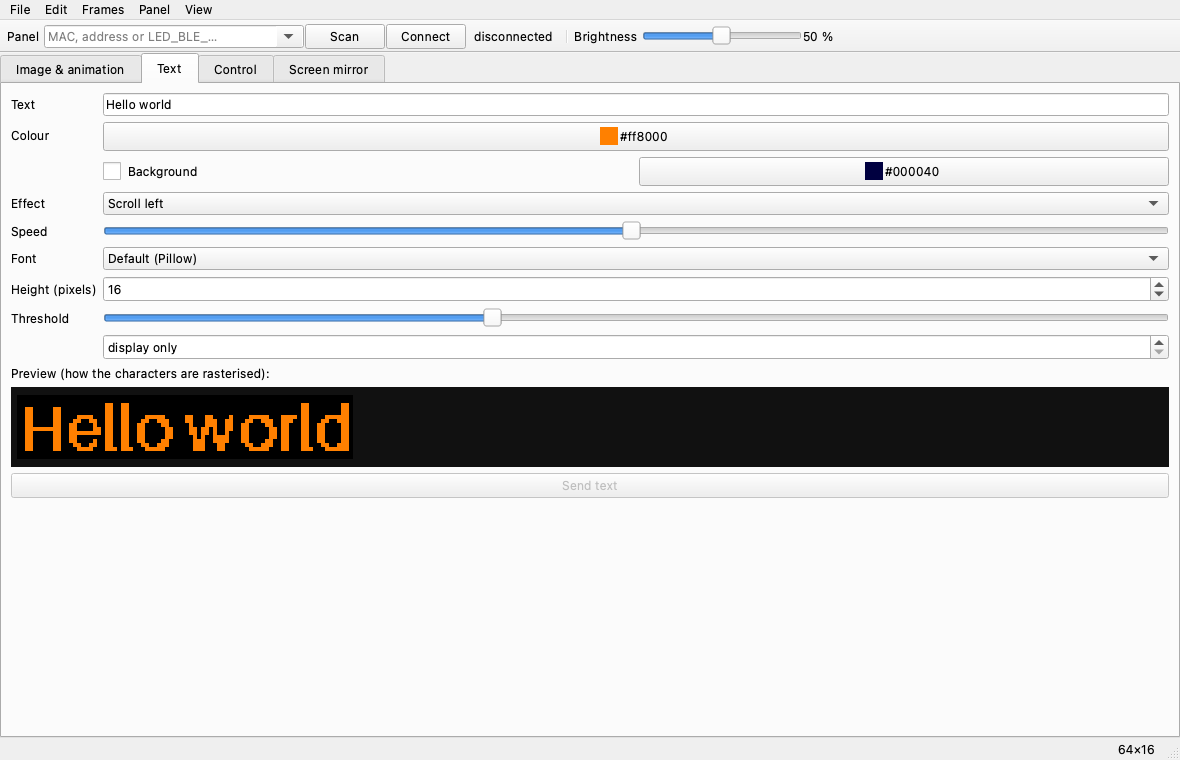 File Edit Frames Panel View
Panel MAC, address or LED_BLE_... Scan Connect disconnected Brightness 50 %
Image & animation Text Control Screen mirror
Text Hello world
Colour #ff8000
Background #000040
Effect Scroll left
Speed
Font Default (Pillow)
Height (pixels) 16
Threshold
display only
Preview (how the characters are rasterised):
Hello world
Send text
64×16